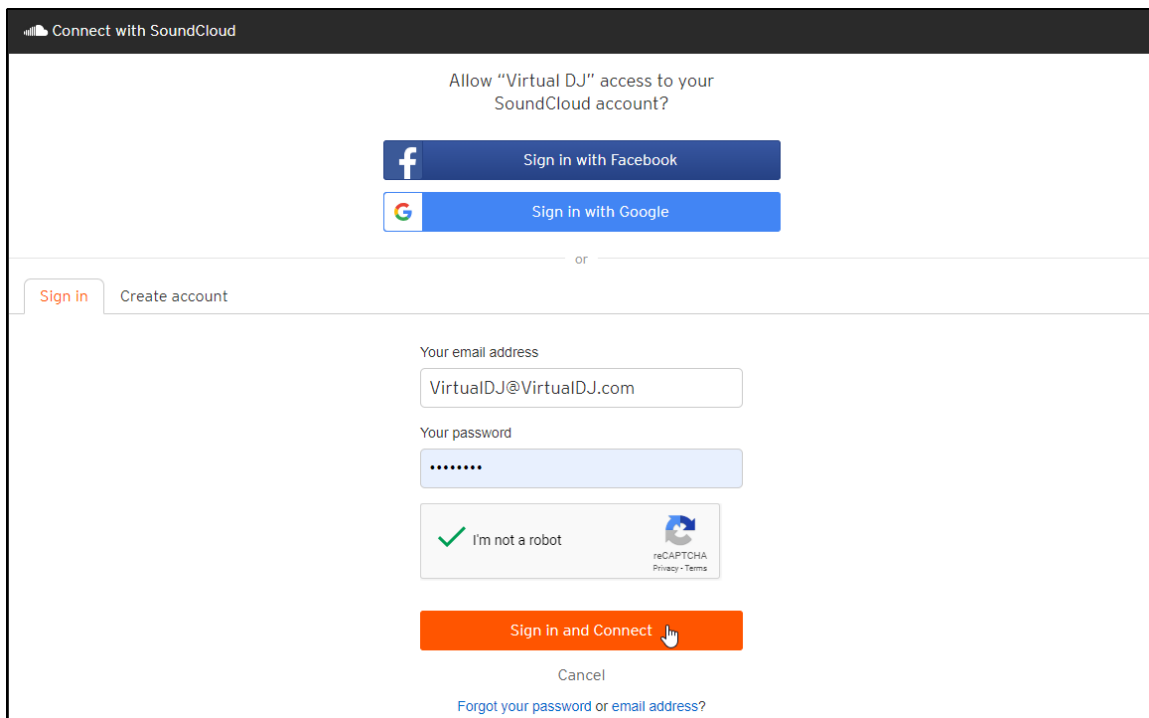 Connect with SoundCloud
Allow “Virtual DJ” access to your
SoundCloud account?
Sign in with Facebook
Sign in with Google
or
Sign in Create account
Your email address
VirtualDJ@VirtualDJ.com
Your password
••••••••
I'm not a robot
reCAPTCHA
Privacy - Terms
Sign in and Connect
Cancel
Forgot your password or email address?